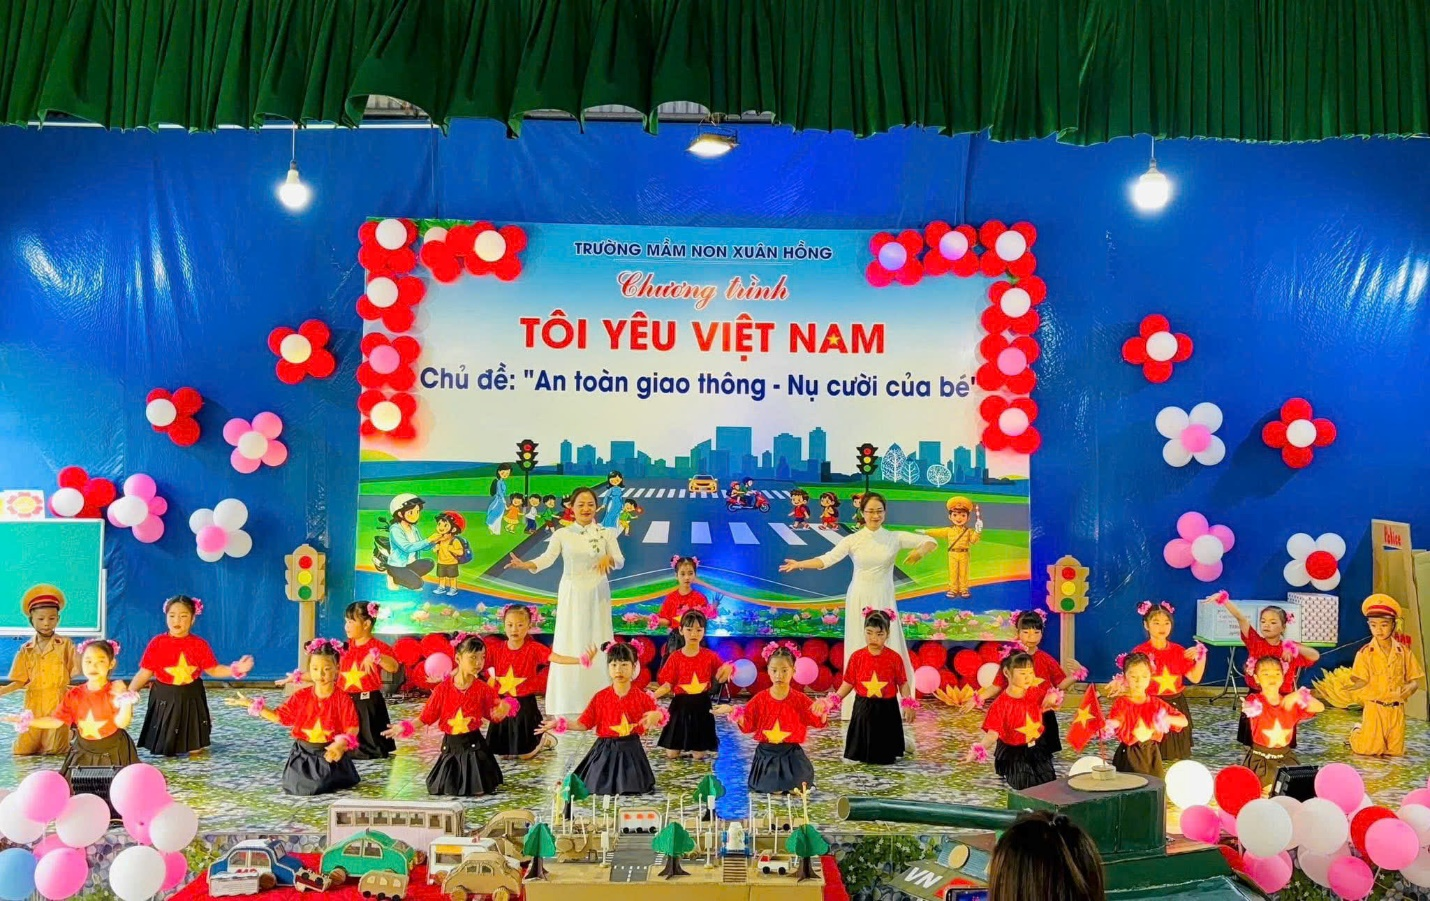 TRƯỜNG MẦM NON XUÂN HỒNG
Chương trình
TÔI YÊU VIỆT NAM
Chủ đề: "An toàn giao thông - Nụ cười của bé"
Police
VN